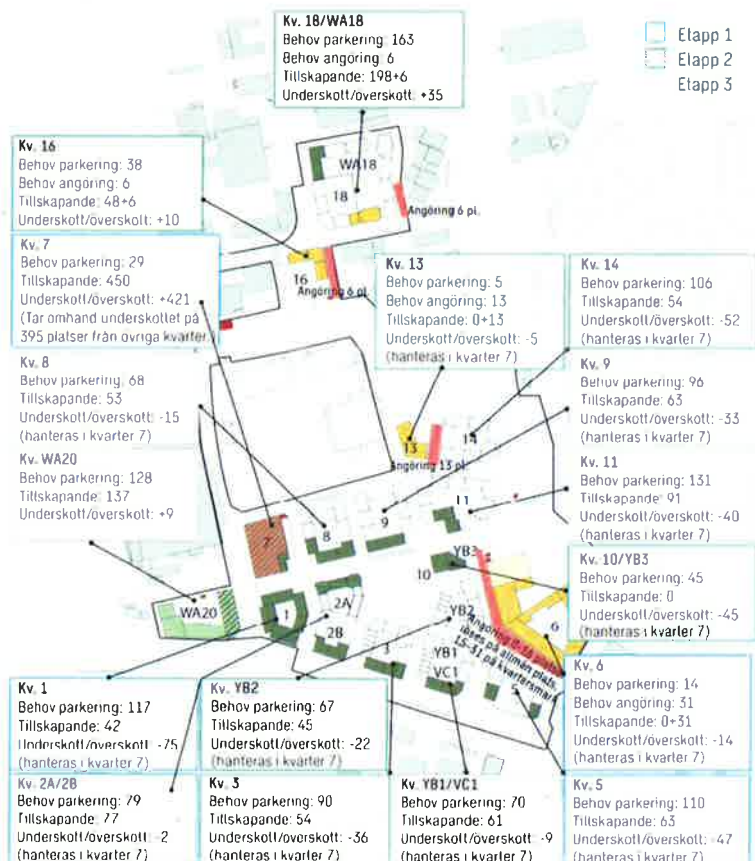 Kv. 18/WA18
Behov parkering: 163
Behov angöring: 6
Tillskapande: 198+6
Underskott/överskott: +35
Etapp 1
Etapp 2
Etapp 3
Kv. 16
Behov parkering: 38
Behov angöring: 6
Tillskapande: 48+6
Underskott/överskott: +10
WA18
18
Angöring 6 pl.
Kv. 7
Behov parkering: 29
Tillskapande: 450
Underskott/överskott: +421
(Tar omhand underskottet på
395 platser från övriga kvarter.)
16
Angöring 6 pl.
Kv. 13
Behov parkering: 5
Behov angöring: 13
Tillskapande: 0+13
Underskott/överskott: -5
(hanteras i kvarter 7)
Kv. 14
Behov parkering: 106
Tillskapande: 54
Underskott/överskott: -52
(hanteras i kvarter 7)
Kv. 8
Behov parkering: 68
Tillskapande: 53
Underskott/överskott: -15
(hanteras i kvarter 7)
Kv. 9
Behov parkering: 96
Tillskapande: 63
Underskott/överskott: -33
(hanteras i kvarter 7)
13
14
Angöring 13 pl.
Kv. WA20
Behov parkering: 128
Tillskapande: 137
Underskott/överskott: +9
Kv. 11
Behov parkering: 131
Tillskapande: 91
Underskott/överskott: -40
(hanteras i kvarter 7)
7
8
9
11
10
YB3
Kv. 10/YB3
Behov parkering: 45
Tillskapande: 0
Underskott/överskott: -45
(hanteras i kvarter 7)
WA20
1
2A
2B
3
YB2
YB1
VC1
5
6
löses på allmän plats,
15-31 på kvartersmark
Kv. 6
Behov parkering: 14
Behov angöring: 31
Tillskapande: 0+31
Underskott/överskott: -14
(hanteras i kvarter 7)
Kv. 1
Behov parkering: 117
Tillskapande: 42
Underskott/överskott: -75
(hanteras i kvarter 7)
Kv. YB2
Behov parkering: 67
Tillskapande: 45
Underskott/överskott: -22
(hanteras i kvarter 7)
Kv. 2A/2B
Behov parkering: 79
Tillskapande: 77
Underskott/överskott: -2
(hanteras i kvarter 7)
Kv. 3
Behov parkering: 90
Tillskapande: 54
Underskott/överskott: -36
(hanteras i kvarter 7)
Kv. YB1/VC1
Behov parkering: 70
Tillskapande: 61
Underskott/överskott: -9
(hanteras i kvarter 7)
Kv. 5
Behov parkering: 110
Tillskapande: 63
Underskott/överskott: -47
(hanteras i kvarter 7)